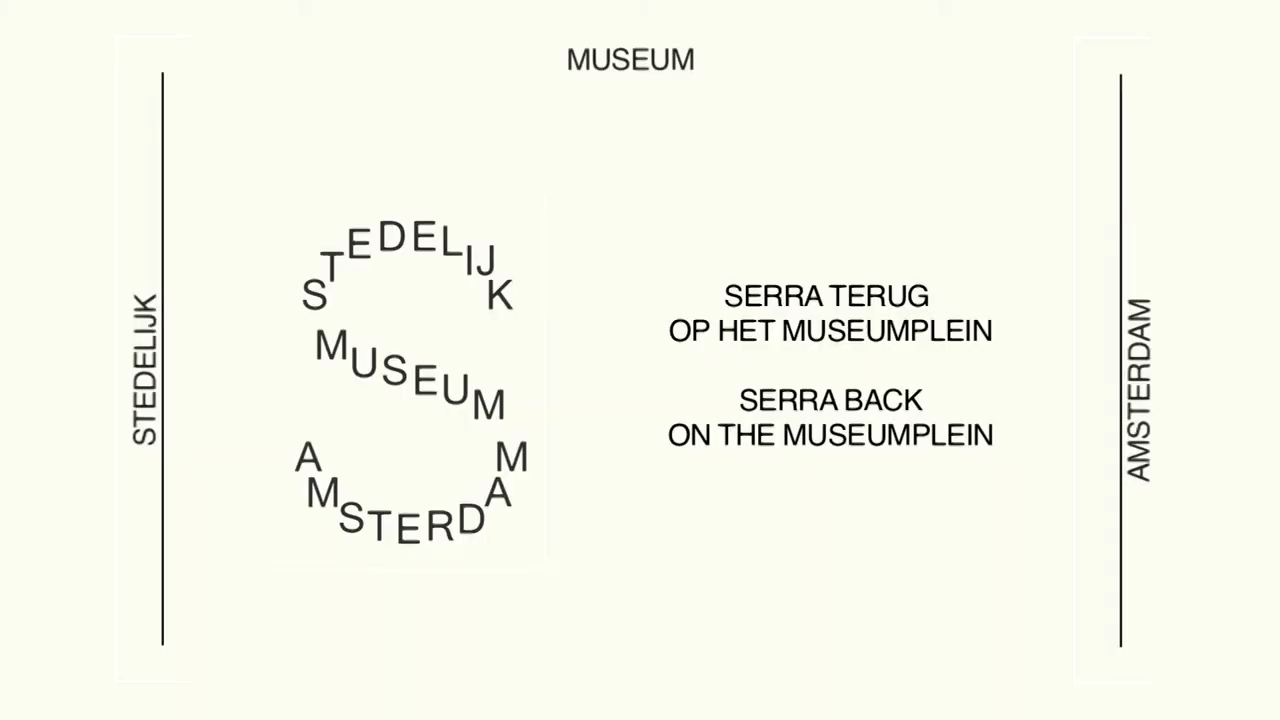 MUSEUM
STEDELIJK
STEDELIJK
MUSEUM
AMSTERDAM
SERRA TERUG
OP HET MUSEUMPLEIN
SERRA BACK
ON THE MUSEUMPLEIN
AMSTERDAM